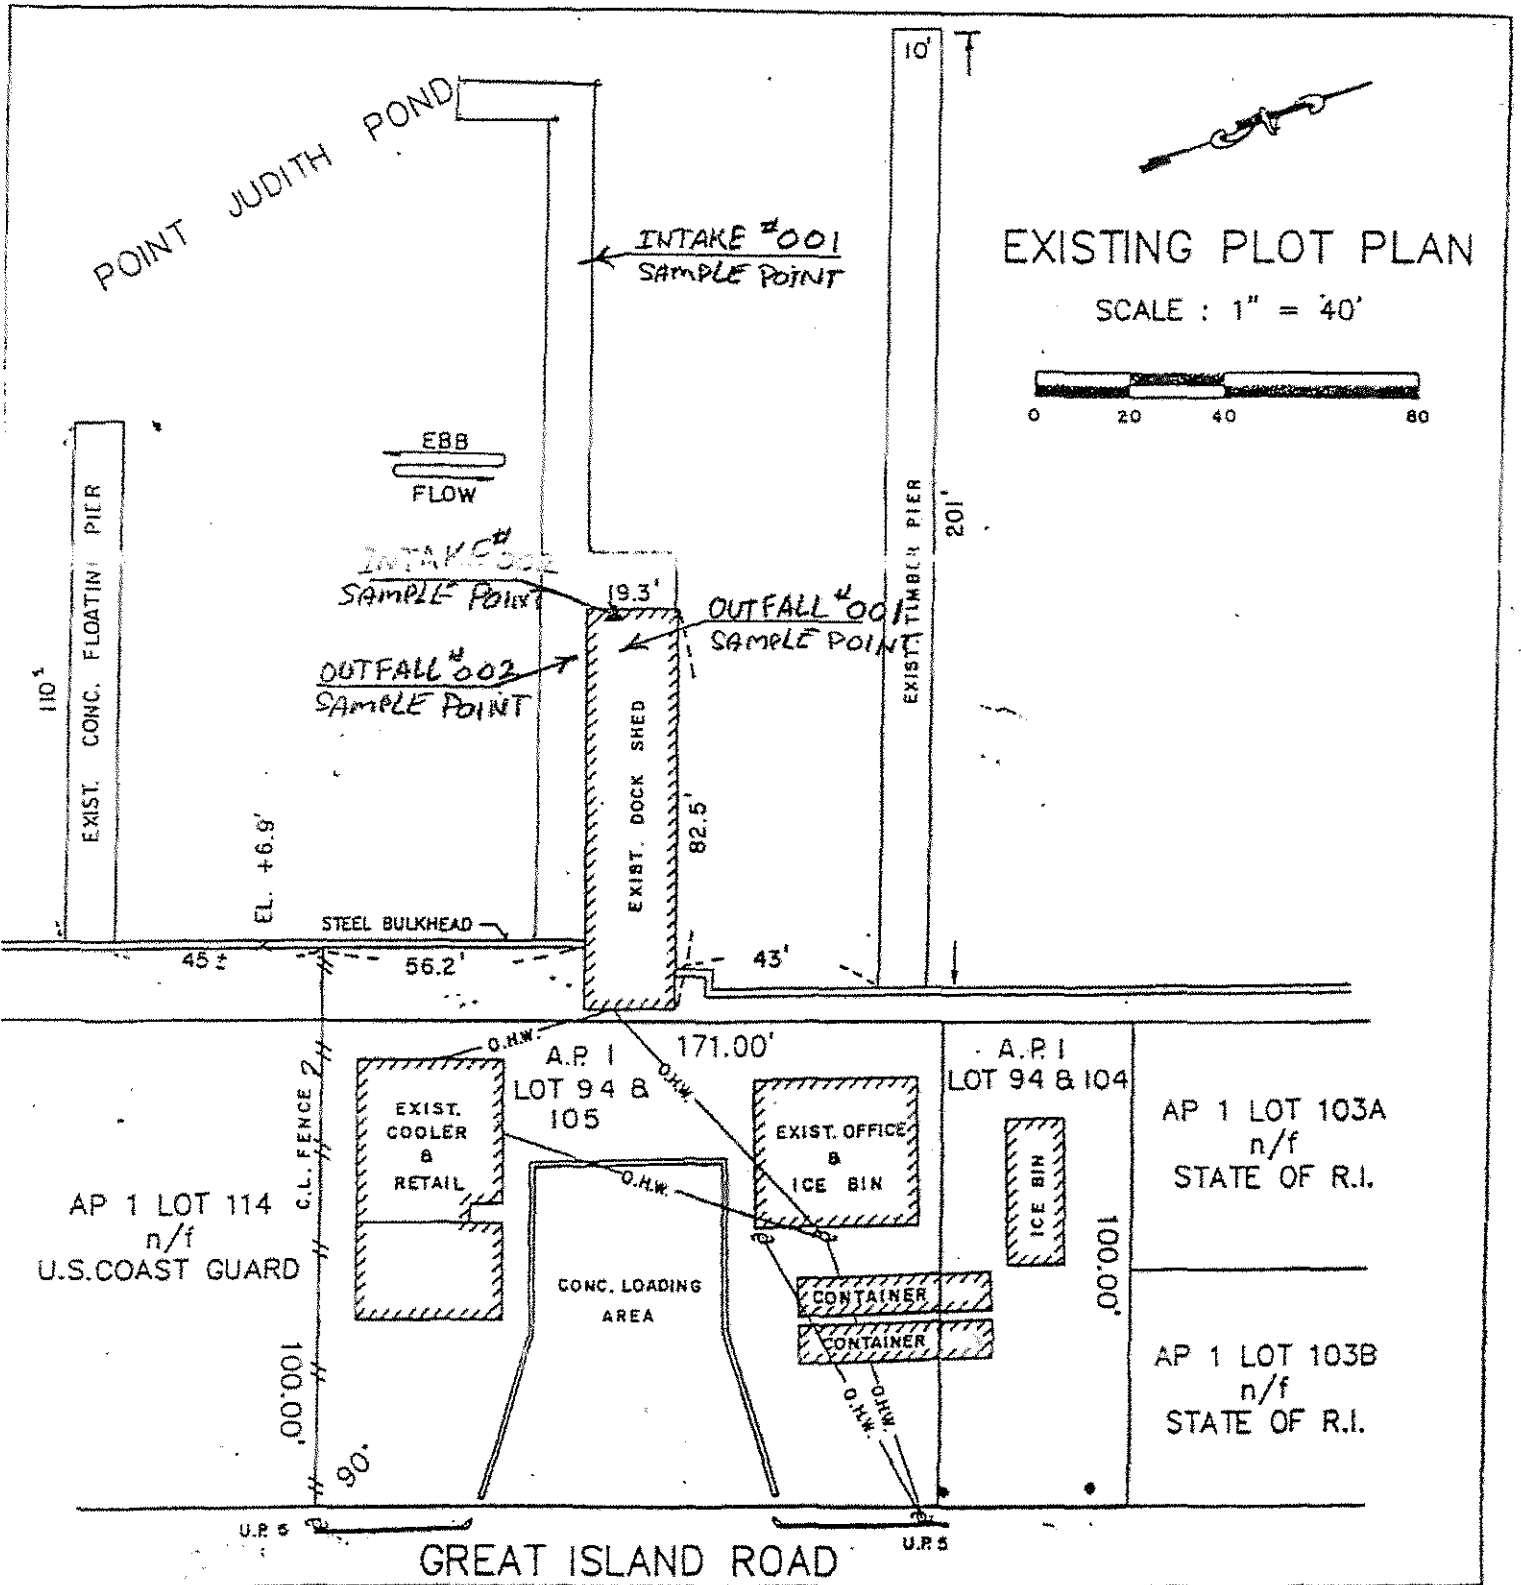 10'
POINT JUDITH POND
N
INTAKE #001
SAMPLE POINT
EXISTING PLOT PLAN
SCALE : 1" = 40'
0 20 40 80
EBB
FLOW
INTAKE #002
SAMPLE POINT
19.3'
OUTFALL #001
SAMPLE POINT
OUTFALL #002
SAMPLE POINT
EXIST. TIMBER PIER
201'
110'±
EXIST. CONC. FLOATIN PIER
EXIST. DOCK SHED
82.5'
EL. +6.9'
STEEL BULKHEAD
45±
56.2'
43'
O.H.W.
A.P. 1
LOT 94 &
105
171.00'
O.H.W.
A.P. 1
LOT 94 & 104
C.L. FENCE
EXIST.
COOLER
&
RETAIL
EXIST. OFFICE
&
ICE BIN
ICE BIN
AP 1 LOT 103A
n/f
STATE OF R.I.
O.H.W.
AP 1 LOT 114
n/f
U.S.COAST GUARD
100.00'
CONC. LOADING
AREA
CONTAINER
CONTAINER
AP 1 LOT 103B
n/f
STATE OF R.I.
100.00'
O.H.W.
O.H.W.
90°
U.P. 5
U.P. 5
GREAT ISLAND ROAD